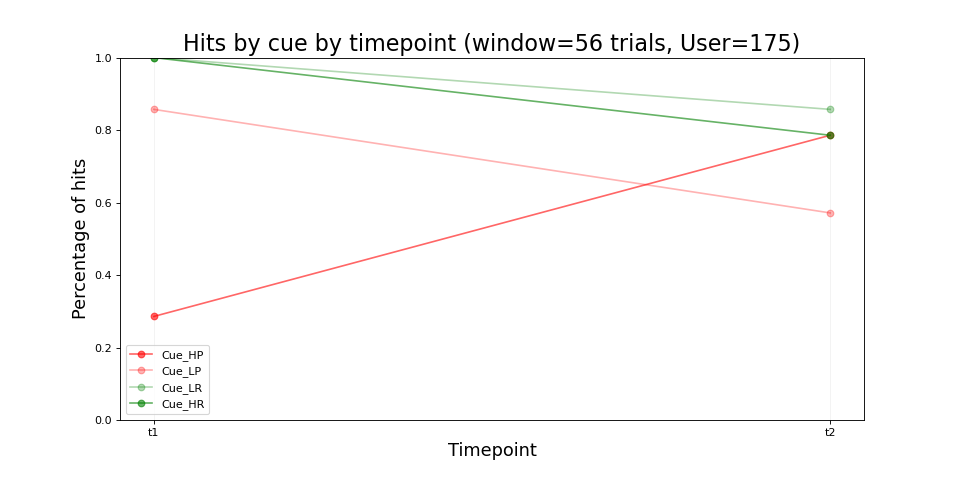 Hits by cue by timepoint (window=56 trials, User=175)
Percentage of hits
1.0
0.8
0.6
0.4
0.2
0.0
Cue_HP
Cue_LP
Cue_LR
Cue_HR
t1
t2
Timepoint